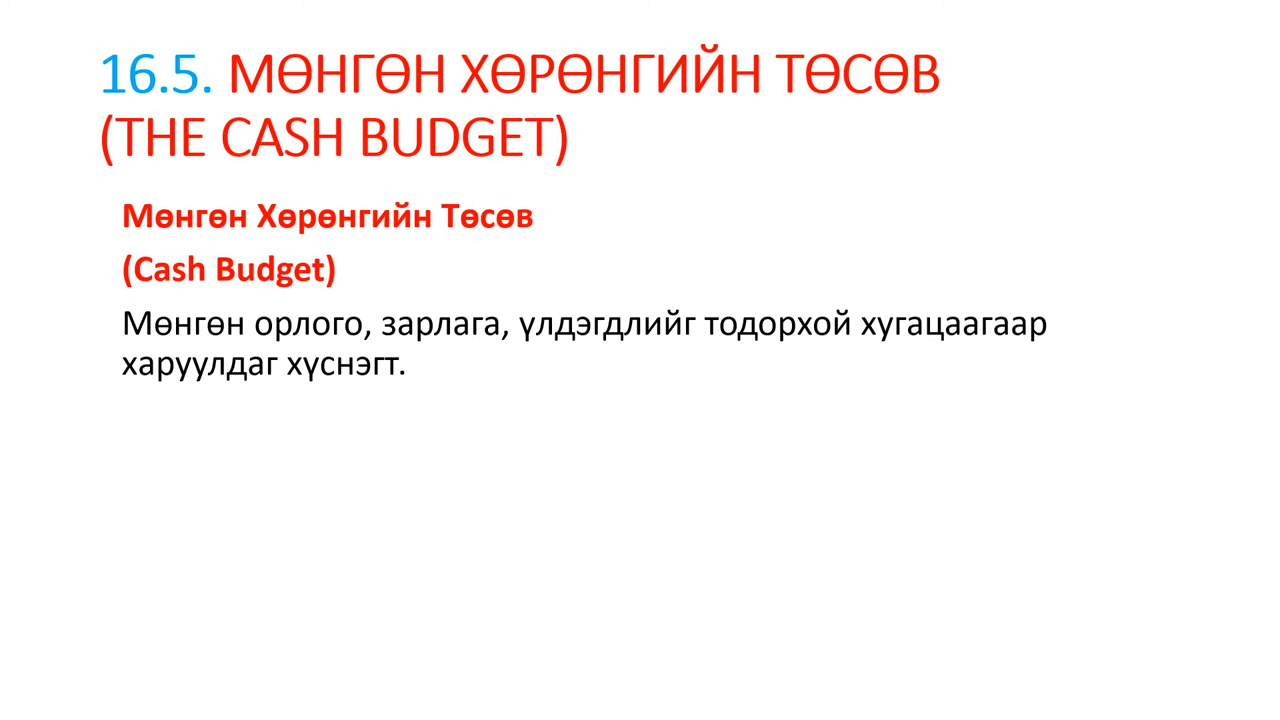 16.5. МӨНГӨН ХӨРӨНГИЙН ТӨСӨВ
(THE CASH BUDGET)
Мөнгөн Хөрөнгийн Төсөв
(Cash Budget)
Мөнгөн орлого, зарлага, үлдэгдлийг тодорхой хугацаагаар
харуулдаг хүснэгт.